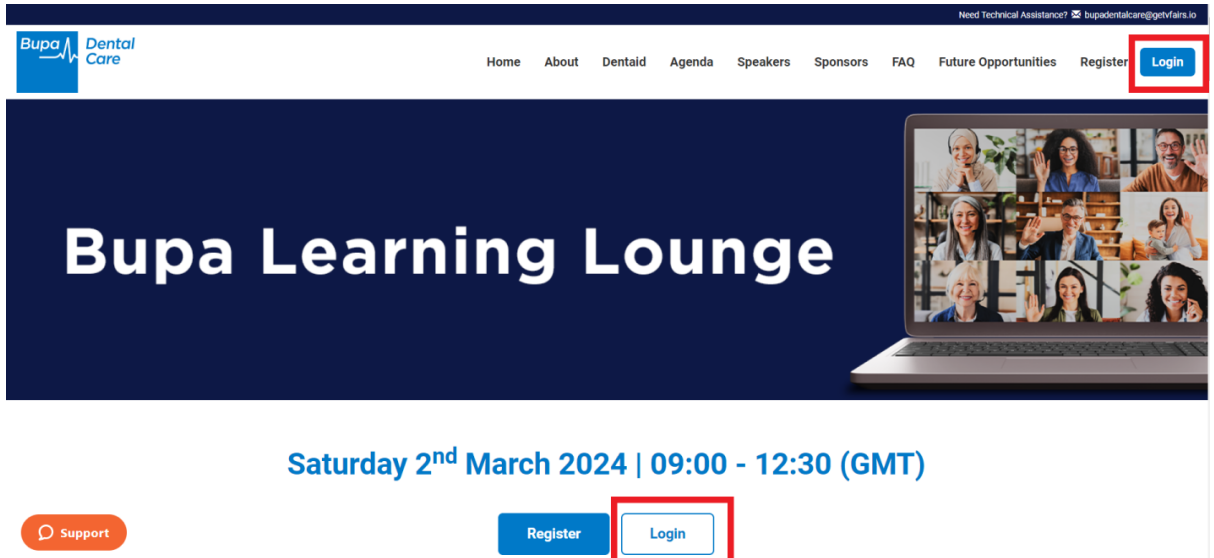 Need Technical Assistance? bupadentalcare@getvfairs.io
Bupa Dental Care
Home About Dentaid Agenda Speakers Sponsors FAQ Future Opportunities Register Login
Bupa Learning Lounge
Saturday 2nd March 2024 | 09:00 - 12:30 (GMT)
Support
Register Login